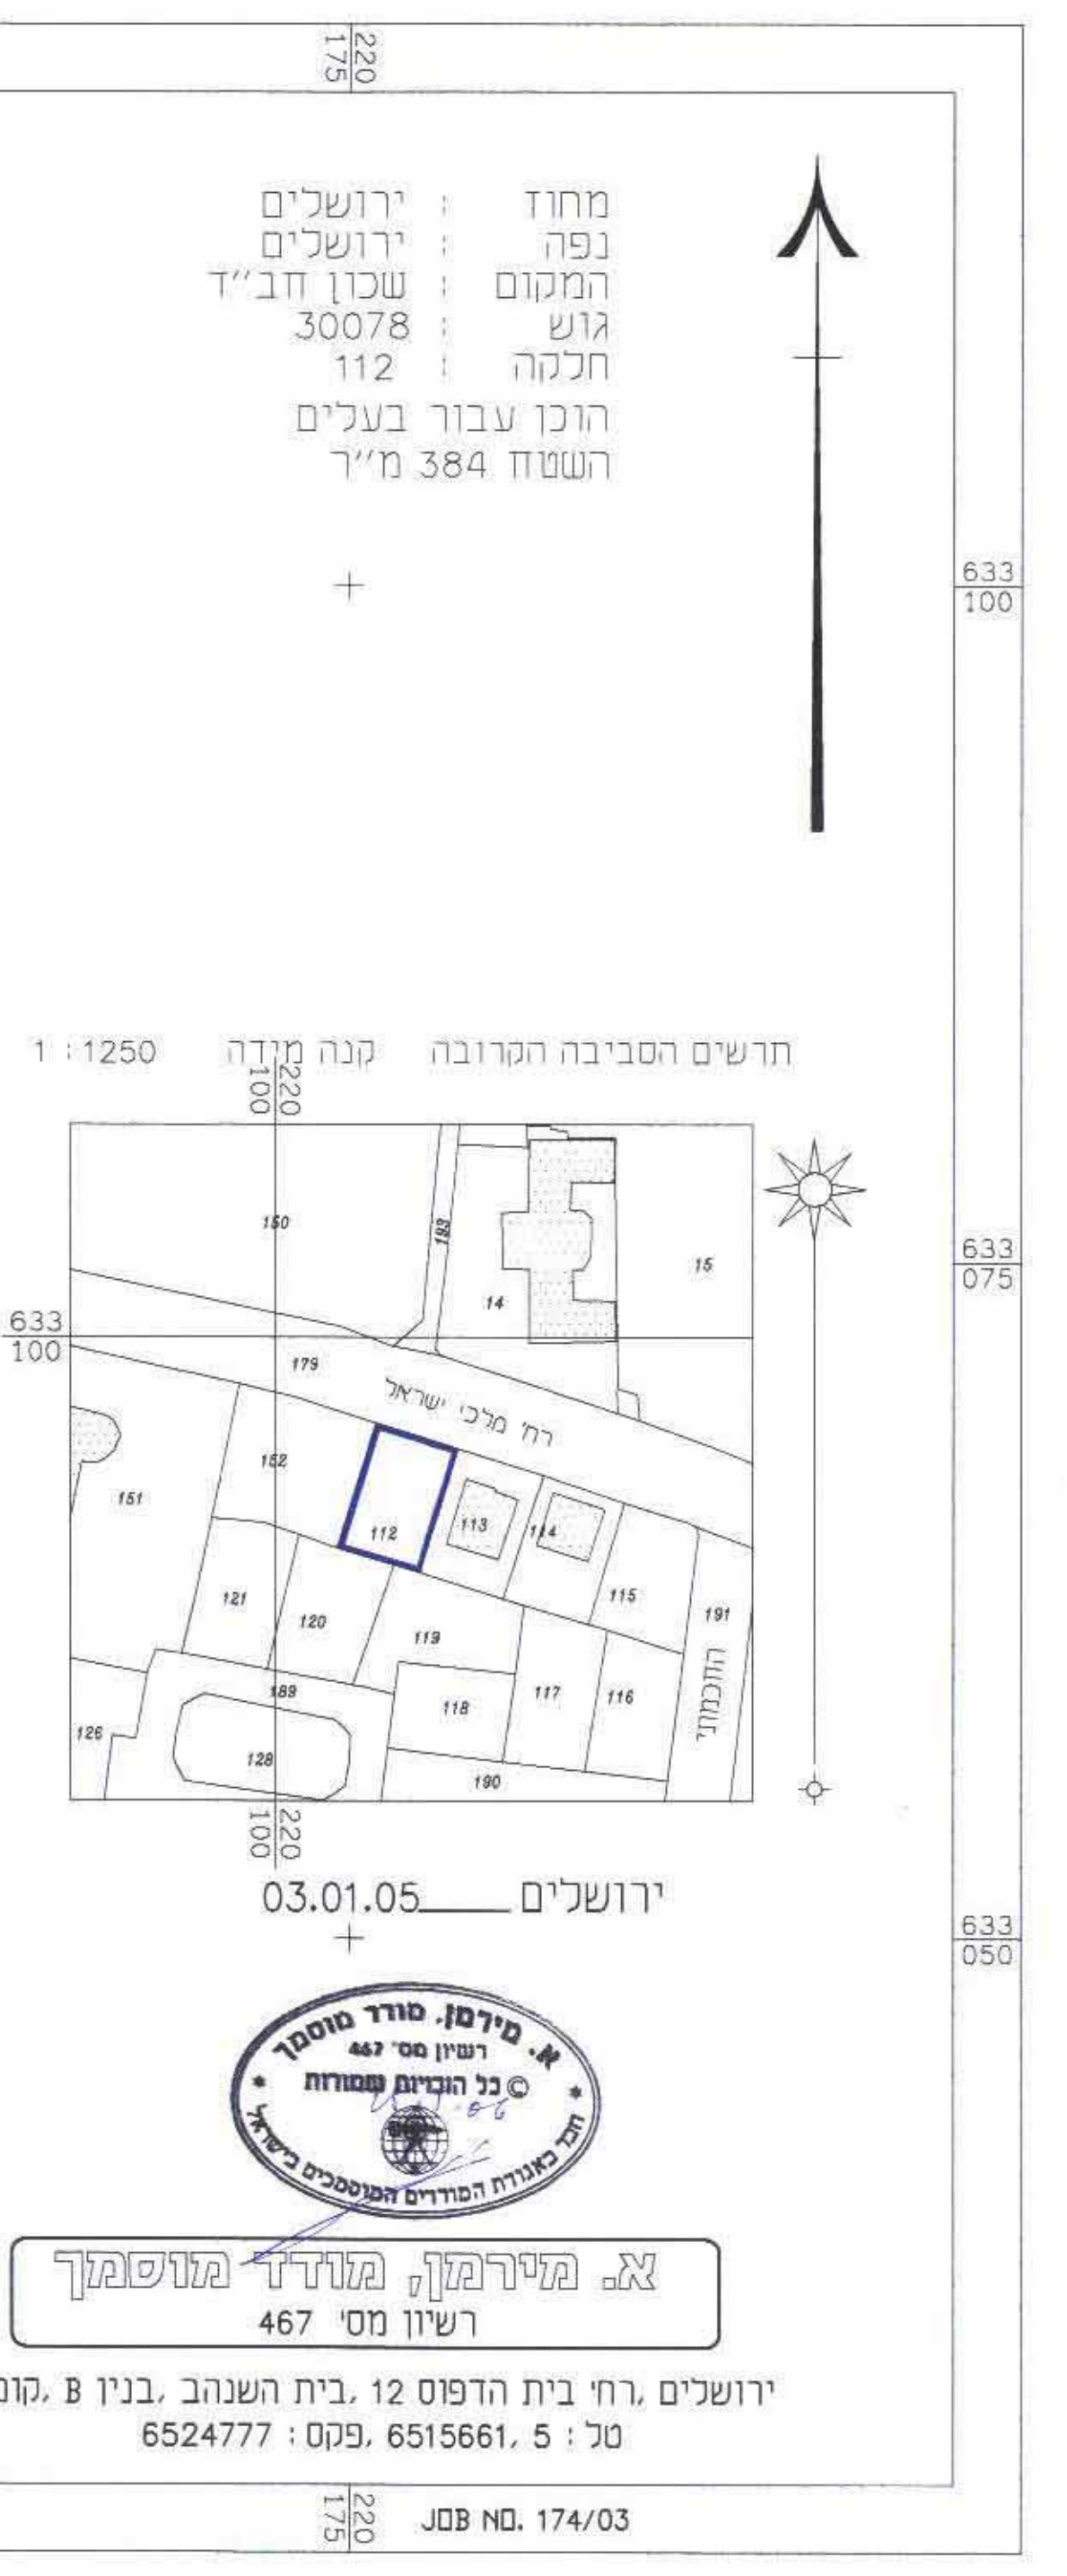 220
175
מחוז : ירושלים
נפה : ירושלים
המקום : שכון חב''ד
גוש : 30078
חלקה : 112
הוכן עבור בעלים
השטח 384 מ''ר
633
100
תרשים הסביבה הקרובה קנה מידה 1 : 1250
220
100
150
193
15
14
633
075
633
100
179
רח' מלכי ישראל
152
151
112
113
114
115
121
120
119
191
189
118
117
116
126
128
190
220
100
ירושלים 03.01.05
633
050
א. מירמן, מודד מוסמך
רשיון מס' 467
© כל הזכויות שמורות
חבר באגודת המודדים המוסמכים בישראל
א. מירמן, מודד מוסמך
רשיון מס' 467
ירושלים ,רח' בית הדפוס 12 ,בית השנהב ,בנין B ,קומ
טל : 5 ,6515661 ,פקס : 6524777
220
175
JOB NO. 174/03